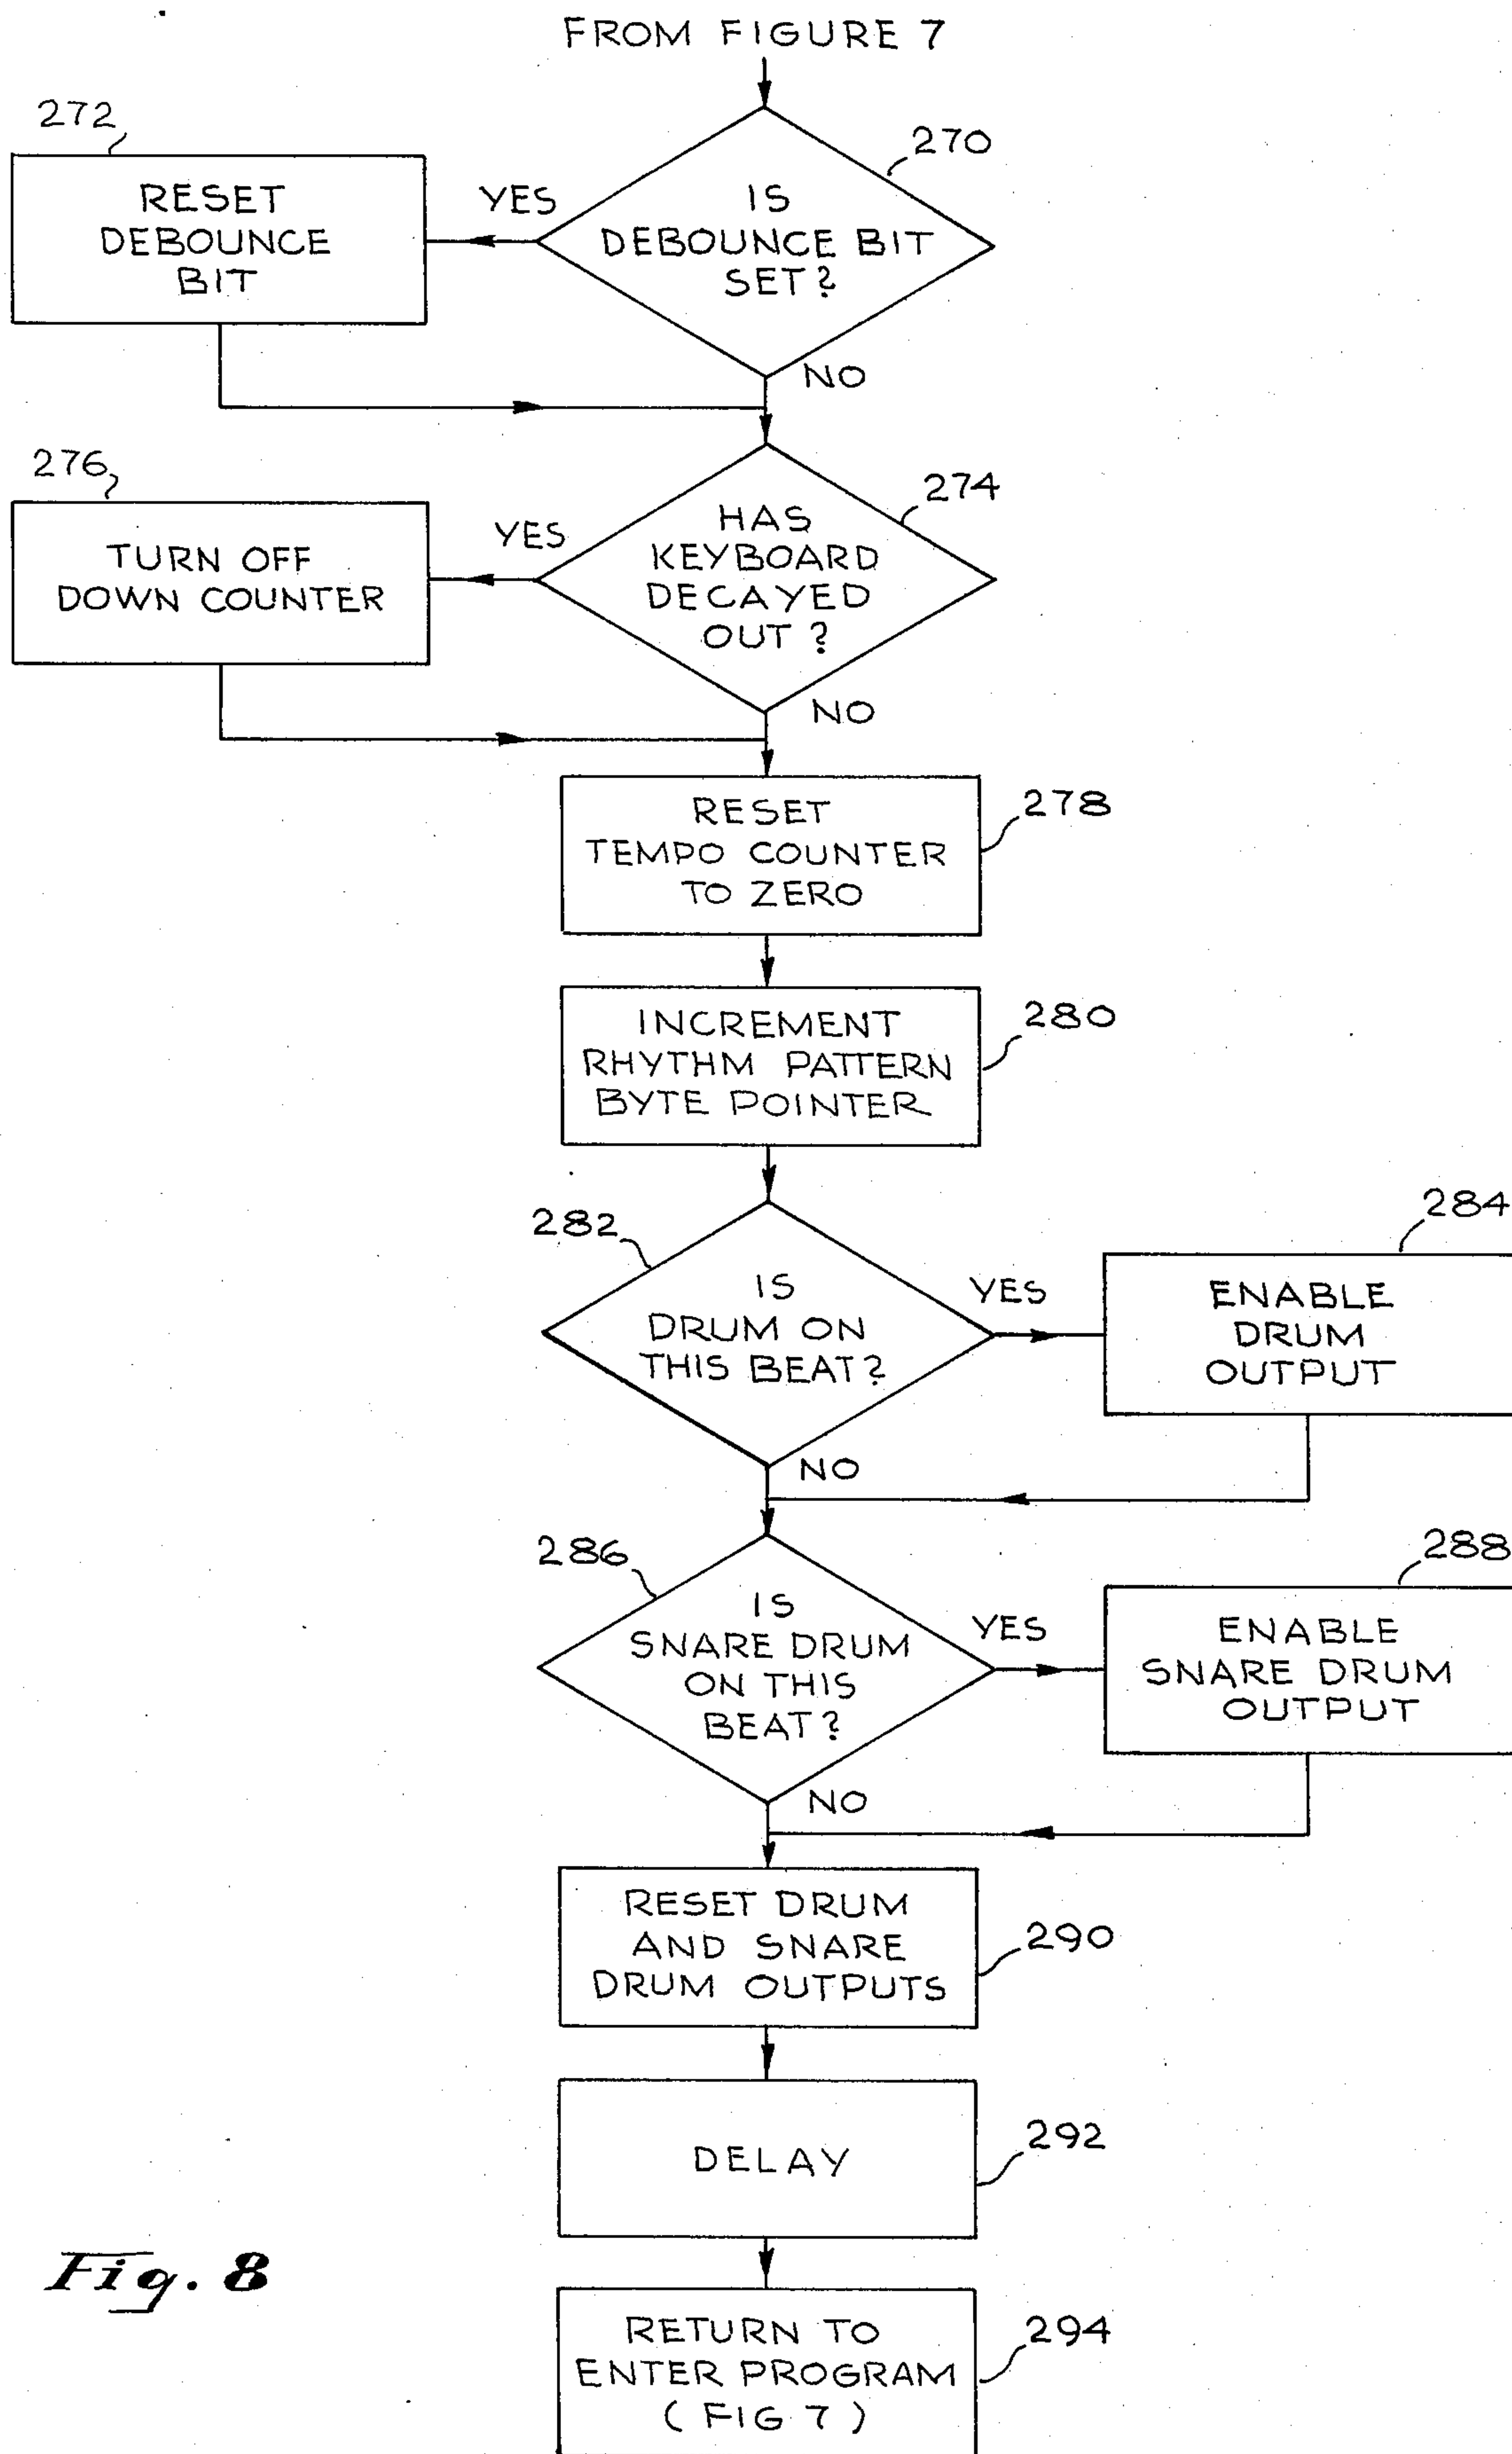 FROM FIGURE 7
272
270
RESET
DEBOUNCE
BIT
YES
IS
DEBOUNCE BIT
SET?
NO
276
274
TURN OFF
DOWN COUNTER
YES
HAS
KEYBOARD
DECAYED
OUT?
NO
RESET
TEMPO COUNTER
TO ZERO
278
INCREMENT
RHYTHM PATTERN
BYTE POINTER
280
282
IS
DRUM ON
THIS BEAT?
YES
284
ENABLE
DRUM
OUTPUT
NO
286
IS
SNARE DRUM
ON THIS
BEAT?
YES
288
ENABLE
SNARE DRUM
OUTPUT
NO
RESET DRUM
AND SNARE
DRUM OUTPUTS
290
DELAY
292
Fig. 8
RETURN TO
ENTER PROGRAM
(FIG 7)
294